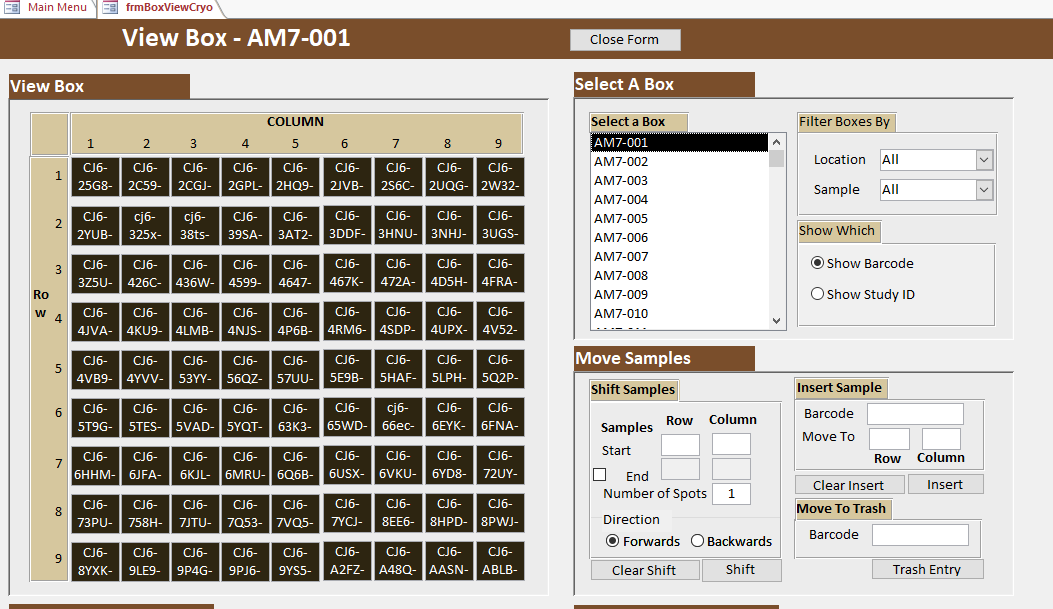 Main Menu frmBoxViewCryo
View Box - AM7-001
Close Form
View Box
COLUMN
1 2 3 4 5 6 7 8 9
Row
1
CJ6-25G8- CJ6-2C59- CJ6-2CGJ- CJ6-2GPL- CJ6-2HQ9- CJ6-2JVB- CJ6-2S6C- CJ6-2UQG- CJ6-2W32-
2
CJ6-2YUB- cj6-325x- cj6-38ts- CJ6-39SA- CJ6-3AT2- CJ6-3DDF- CJ6-3HNU- CJ6-3NHJ- CJ6-3UGS-
3
CJ6-3Z5U- CJ6-426C- CJ6-436W- CJ6-4599- CJ6-4647- CJ6-467K- CJ6-472A- CJ6-4D5H- CJ6-4FRA-
4
CJ6-4JVA- CJ6-4KU9- CJ6-4LMB- CJ6-4NJS- CJ6-4P6B- CJ6-4RM6- CJ6-4SDP- CJ6-4UPX- CJ6-4V52-
5
CJ6-4VB9- CJ6-4YVV- CJ6-53YY- CJ6-56QZ- CJ6-57UU- CJ6-5E9B- CJ6-5HAF- CJ6-5LPH- CJ6-5Q2P-
6
CJ6-5T9G- CJ6-5TES- CJ6-5VAD- CJ6-5YQT- CJ6-63K3- CJ6-65WD- cj6-66ec- CJ6-6EYK- CJ6-6FNA-
7
CJ6-6HHM- CJ6-6JFA- CJ6-6KJL- CJ6-6MRU- CJ6-6Q6B- CJ6-6USX- CJ6-6VKU- CJ6-6YD8- CJ6-72UY-
8
CJ6-73PU- CJ6-758H- CJ6-7JTU- CJ6-7Q53- CJ6-7VQ5- CJ6-7YCJ- CJ6-8EE6- CJ6-8HPD- CJ6-8PWJ-
9
CJ6-8YXK- CJ6-9LE9- CJ6-9P4G- CJ6-9PJ6- CJ6-9YS5- CJ6-A2FZ- CJ6-A48Q- CJ6-AASN- CJ6-ABLB-
Select A Box
Select a Box
AM7-001
AM7-002
AM7-003
AM7-004
AM7-005
AM7-006
AM7-007
AM7-008
AM7-009
AM7-010
Filter Boxes By
Location All
Sample All
Show Which
Show Barcode
Show Study ID
Move Samples
Shift Samples
Samples Row Column
Start
End
Number of Spots 1
Direction
Forwards Backwards
Clear Shift Shift
Insert Sample
Barcode
Move To
Row Column
Clear Insert Insert
Move To Trash
Barcode
Trash Entry